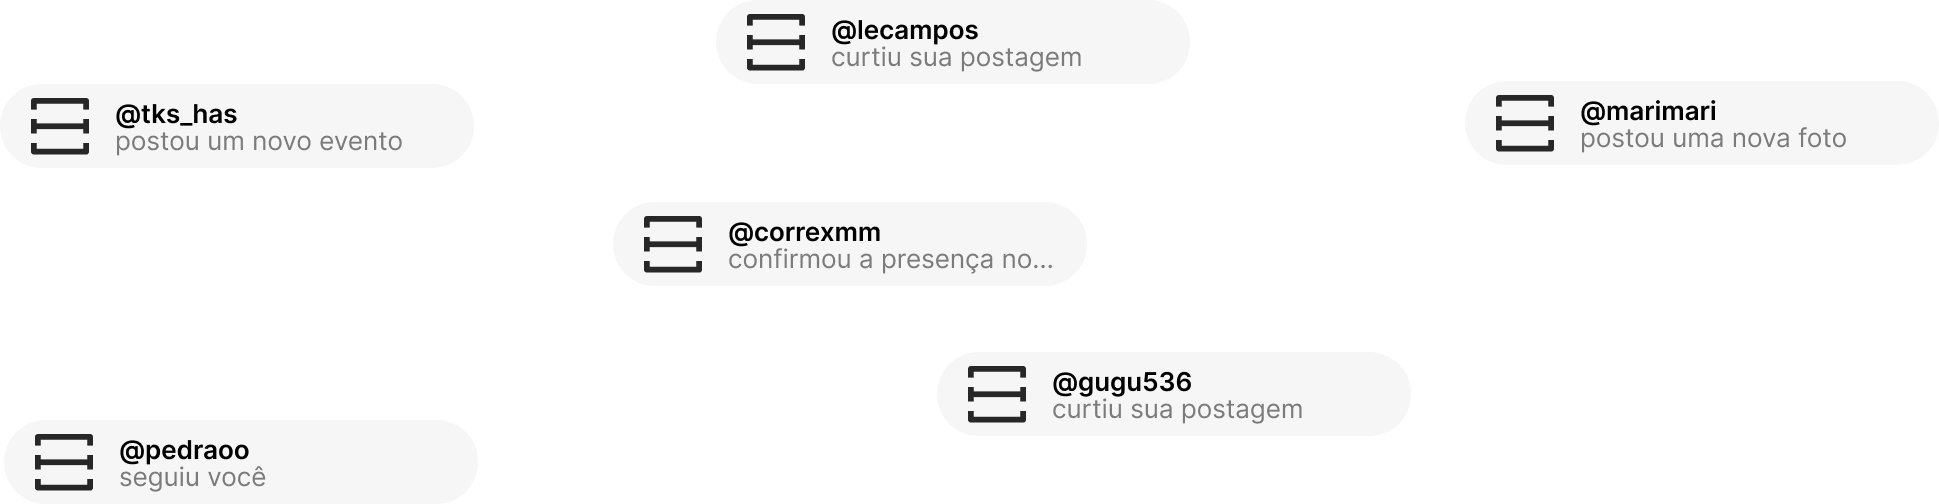 @lecampos
curtiu sua postagem
@tks_has
postou um novo evento
@marimari
postou uma nova foto
@correxmm
confirmou a presença no...
@gugu536
curtiu sua postagem
@pedraoo
seguiu você